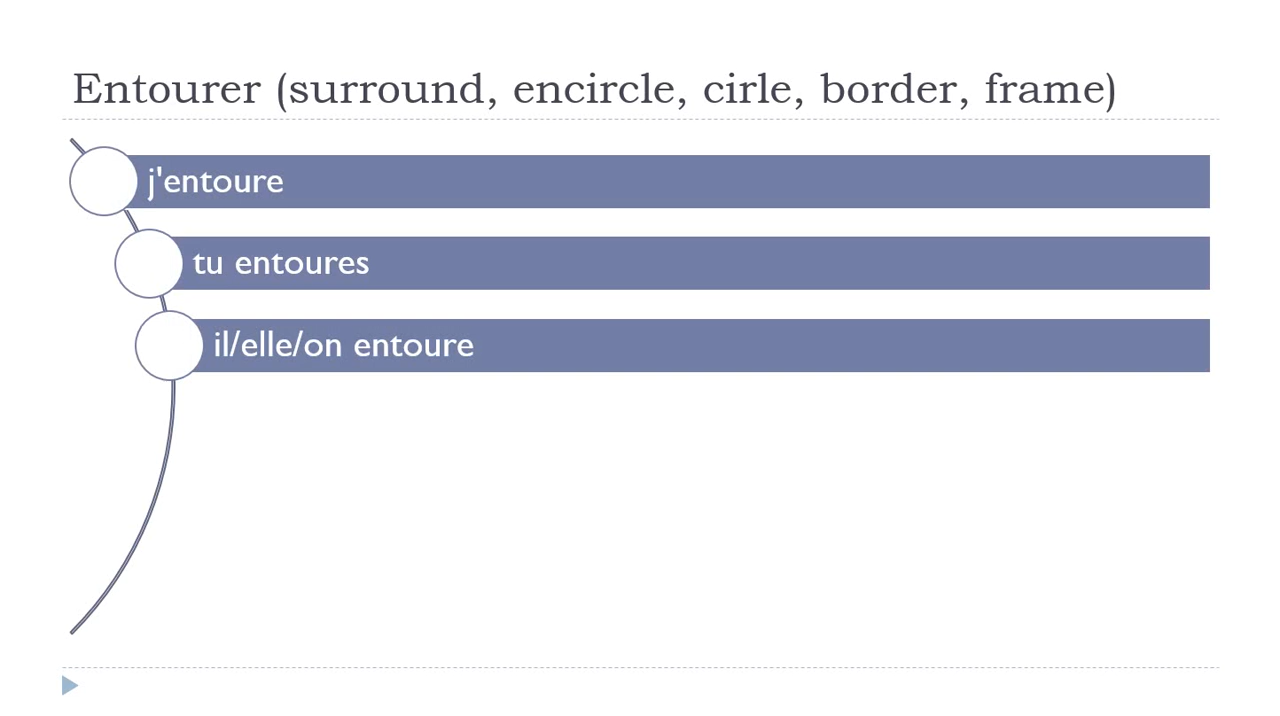 Entourer (surround, encircle, cirle, border, frame)
j'entoure
tu entoures
il/elle/on entoure